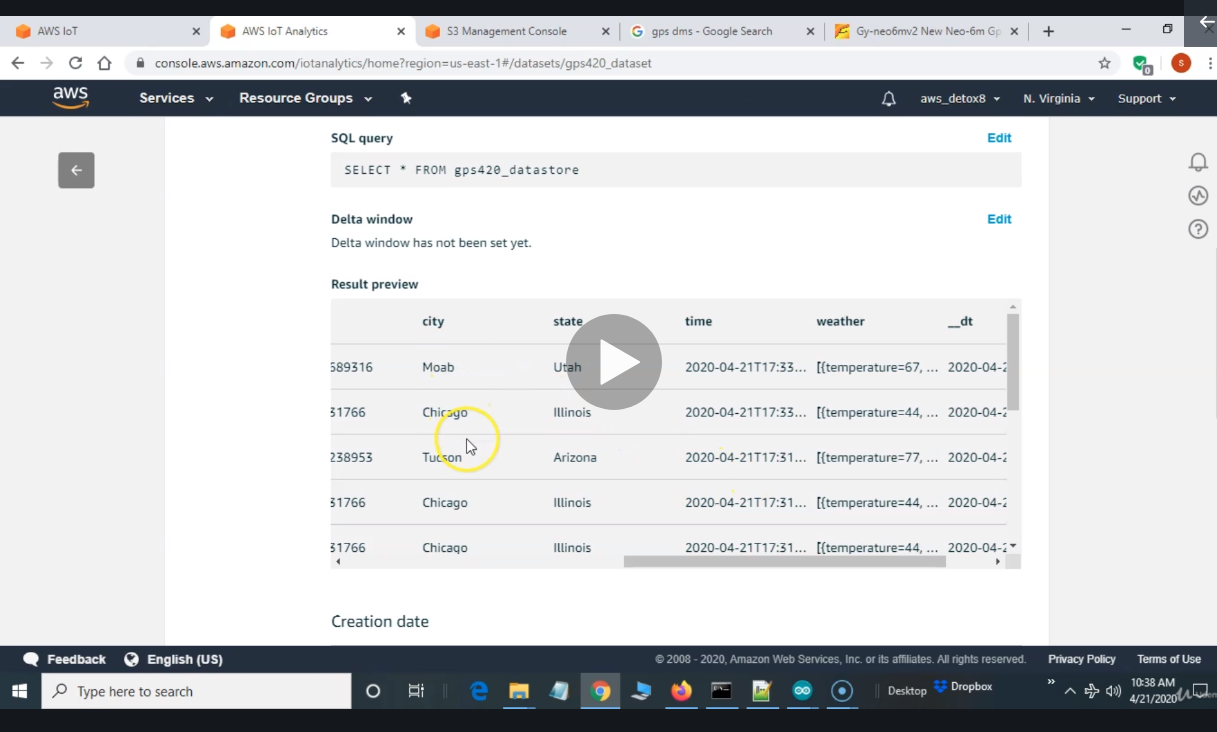 AWS IoT
AWS IoT Analytics
S3 Management Console
gps dms - Google Search
Gy-neo6mv2 New Neo-6m Gp
console.aws.amazon.com/iotanalytics/home?region=us-east-1#/datasets/gps420_dataset
0
S
aws
Services
Resource Groups
aws_detox8
N. Virginia
Support
SQL query
Edit
SELECT * FROM gps420_datastore
Delta window
Edit
Delta window has not been set yet.
Result preview
city state time weather __dt
689316 Moab Utah 2020-04-21T17:33... [{temperature=67, ... 2020-04-2
31766 Chicago Illinois 2020-04-21T17:33... [{temperature=44, ... 2020-04-2
238953 Tucson Arizona 2020-04-21T17:31... [{temperature=77, ... 2020-04-2
31766 Chicago Illinois 2020-04-21T17:31... [{temperature=44, ... 2020-04-2
31766 Chicago Illinois 2020-04-21T17:31... [{temperature=44, ... 2020-04-2
Creation date
Feedback
English (US)
© 2008 - 2020, Amazon Web Services, Inc. or its affiliates. All rights reserved.
Privacy Policy
Terms of Use
Type here to search
Desktop
Dropbox
10:38 AM
4/21/2020